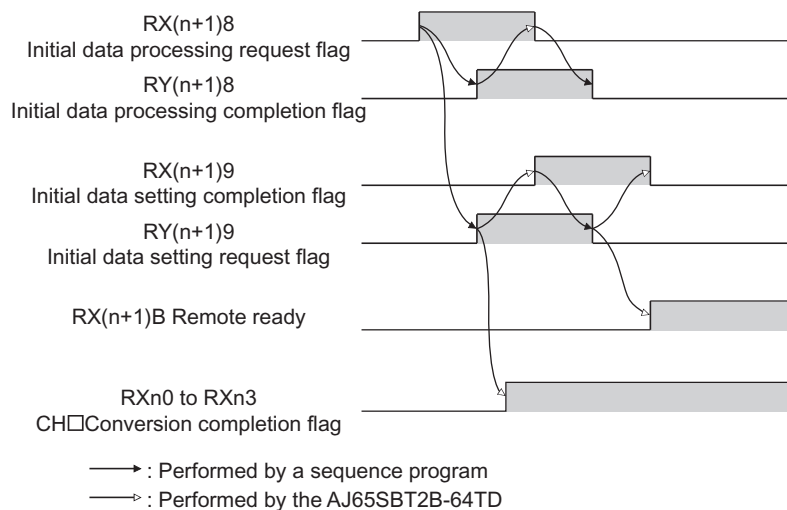 RX(n+1)8
Initial data processing request flag
RY(n+1)8
Initial data processing completion flag
RX(n+1)9
Initial data setting completion flag
RY(n+1)9
Initial data setting request flag
RX(n+1)B Remote ready
RXn0 to RXn3
CH□Conversion completion flag
: Performed by a sequence program
: Performed by the AJ65SBT2B-64TD